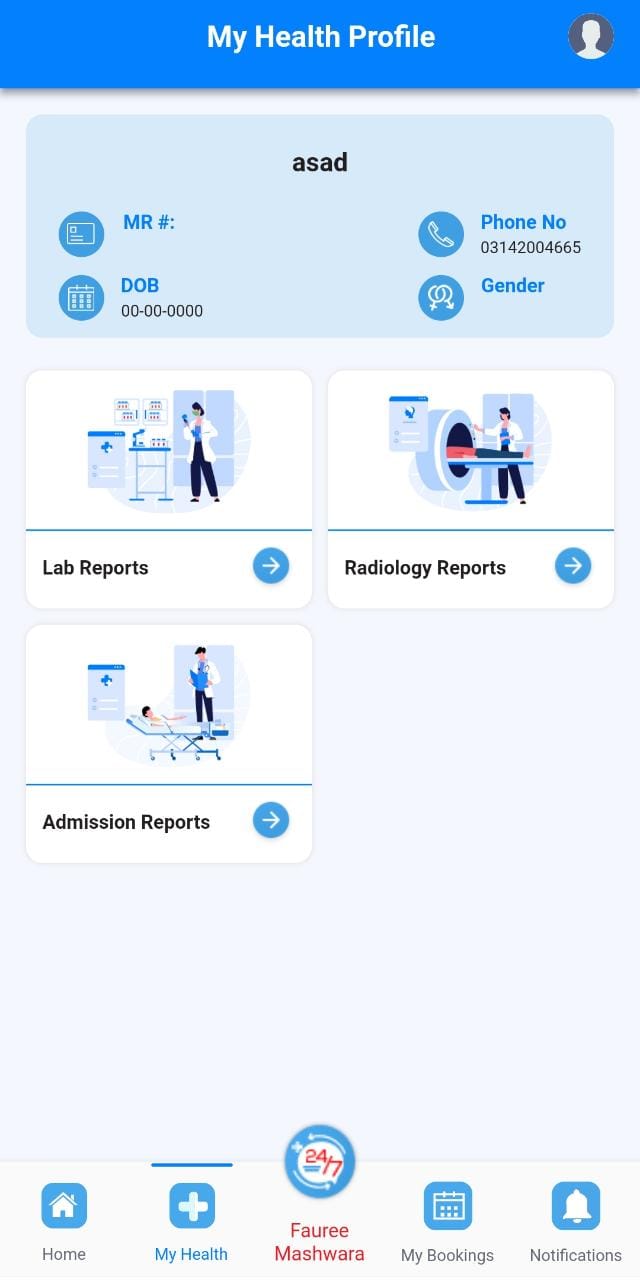 My Health Profile
asad
MR #:
Phone No
03142004665
DOB
00-00-0000
Gender
Lab Reports
Radiology Reports
Admission Reports
24/7
Home
My Health
Fauree
Mashwara
My Bookings
Notifications